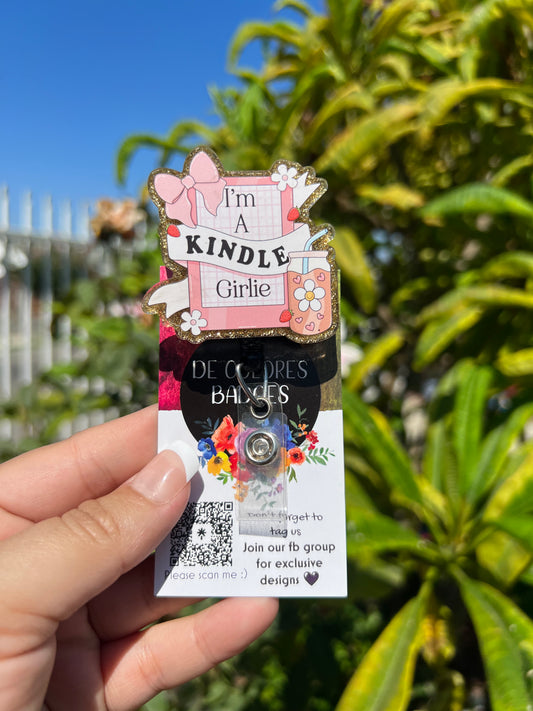 I'm
A
KINDLE
Girlie
DE COLORES
BADGES
Don't forget to
tag us
Join our fb group
for exclusive
designs 🖤
Please scan me :)